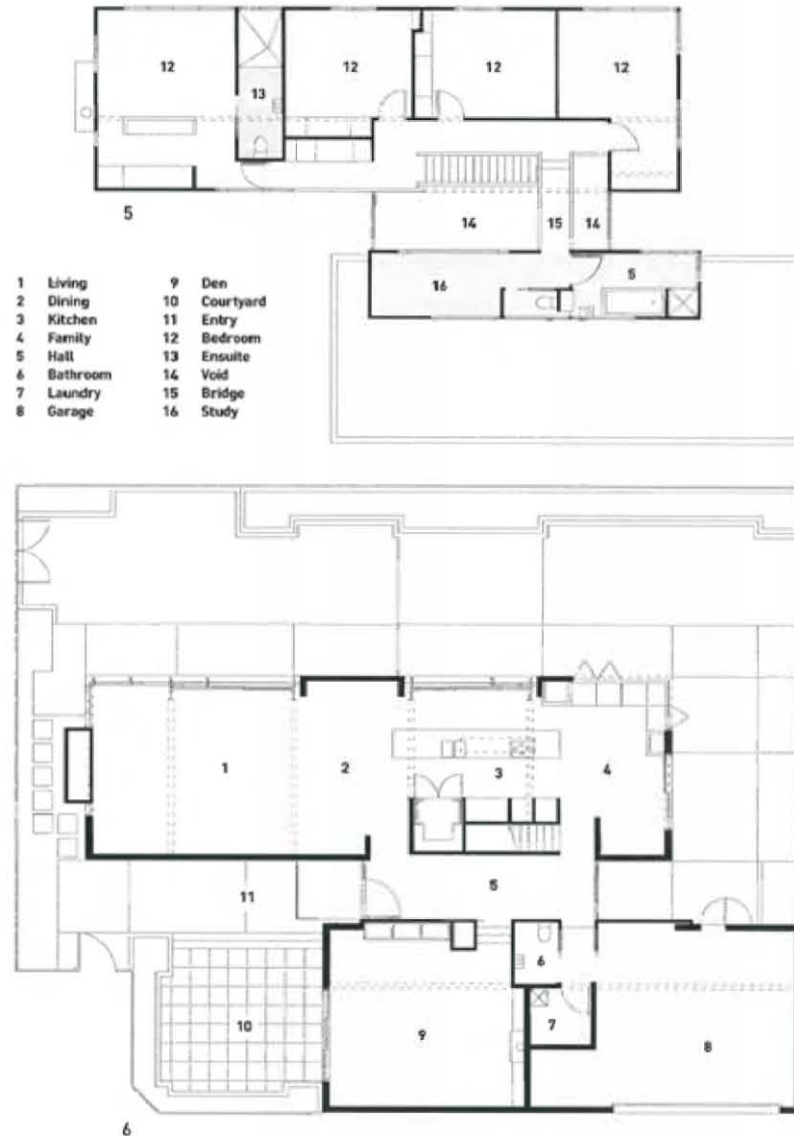 12
12
12
12
13
5
14
15
14
16
5
1 Living
2 Dining
3 Kitchen
4 Family
5 Hall
6 Bathroom
7 Laundry
8 Garage
9 Den
10 Courtyard
11 Entry
12 Bedroom
13 Ensuite
14 Void
15 Bridge
16 Study
1
2
3
4
5
11
6
10
9
7
8
6